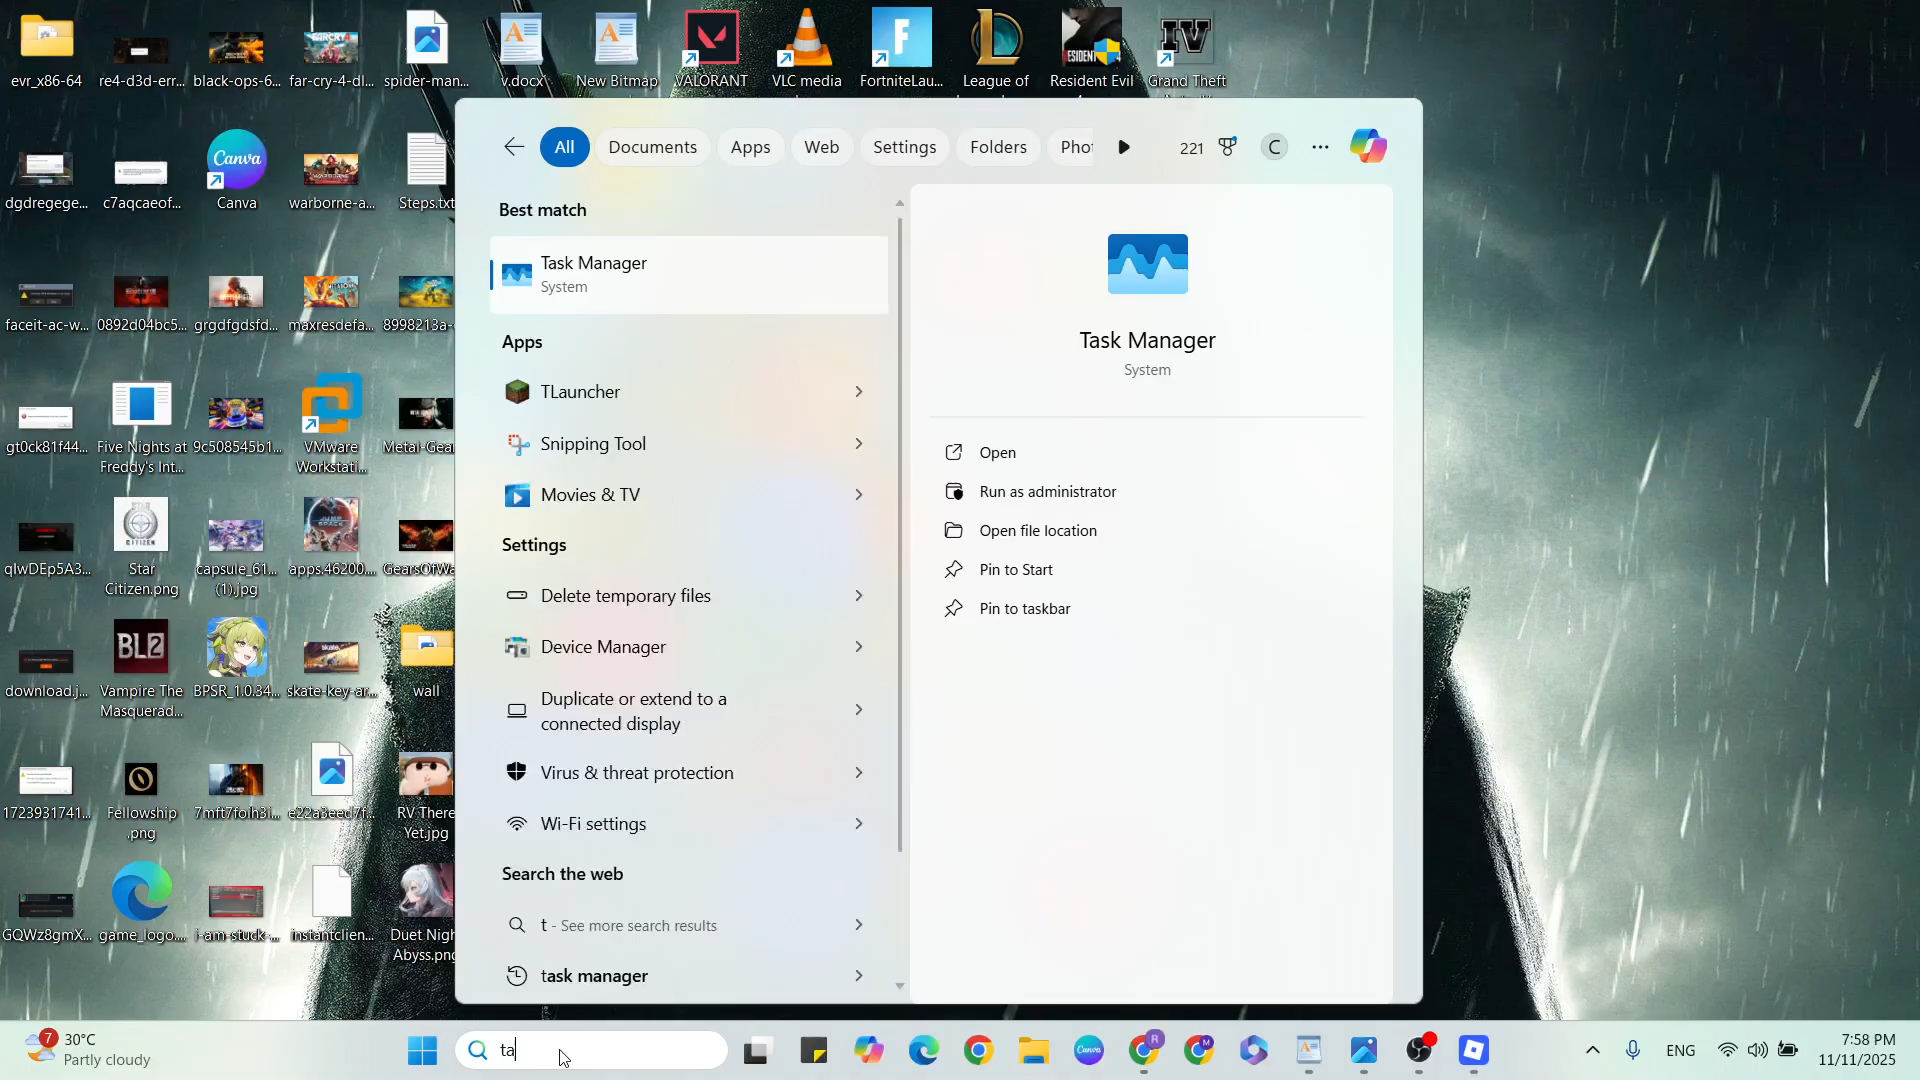 evr_x86-64
re4-d3d-err...
black-ops-6...
far-cry-4-dl...
spider-man...
v.docx
New Bitmap
VALORANT
VLC media
FortniteLau...
League of
Resident Evil
Grand Theft
dgdregege...
c7aqcaeof...
Canva
warborne-a...
Steps.txt
faceit-ac-w...
0892d04bc5...
grgdfgdsfd...
maxresdefa...
8998213a-
gt0ck81f44...
Five Nights at
Freddy's Int...
9c508545b1...
VMware
Workstati...
Metal-Gear
qIwDEp5A3...
Star
Citizen.png
capsule_61...
(1).jpg
apps.46200....
GearsOfWa
download.j...
Vampire The
Masquerad...
BPSR_1.0.34...
skate-key-ar...
wall
1723931741...
Fellowship
.png
7mft7foih3i...
e22a3eed7f...
RV There
Yet.jpg
GQWz8gmX...
game_logo....
i-am-stuck-...
instantclien...
Duet Nigh
Abyss.png
All
Documents
Apps
Web
Settings
Folders
Pho
221
C
Best match
Task Manager
System
Apps
TLauncher
Snipping Tool
Movies & TV
Settings
Delete temporary files
Device Manager
Duplicate or extend to a
connected display
Virus & threat protection
Wi-Fi settings
Search the web
t - See more search results
task manager
Task Manager
System
Open
Run as administrator
Open file location
Pin to Start
Pin to taskbar
7
30°C
Partly cloudy
ta
ENG
7:58 PM
11/11/2025